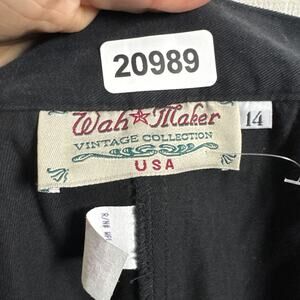 20989
Wah★Maker
14
VINTAGE COLLECTION
USA